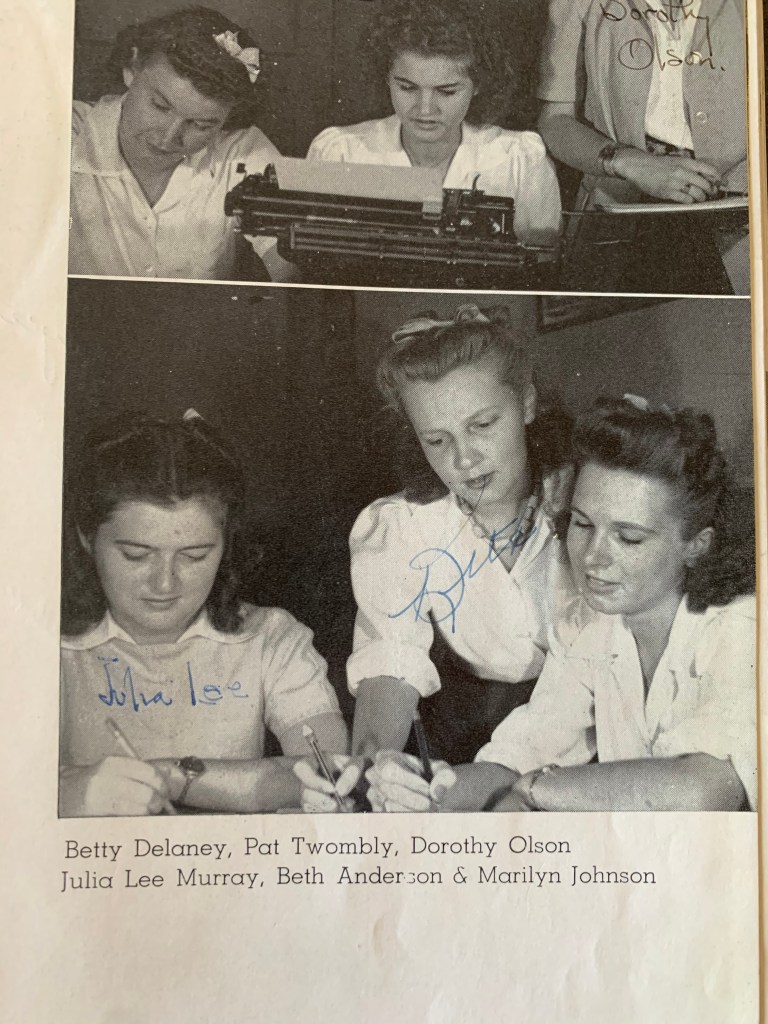 Dorothy
Olson.
Beth
Julia Lee
Betty Delaney, Pat Twombly, Dorothy Olson
Julia Lee Murray, Beth Anderson & Marilyn Johnson